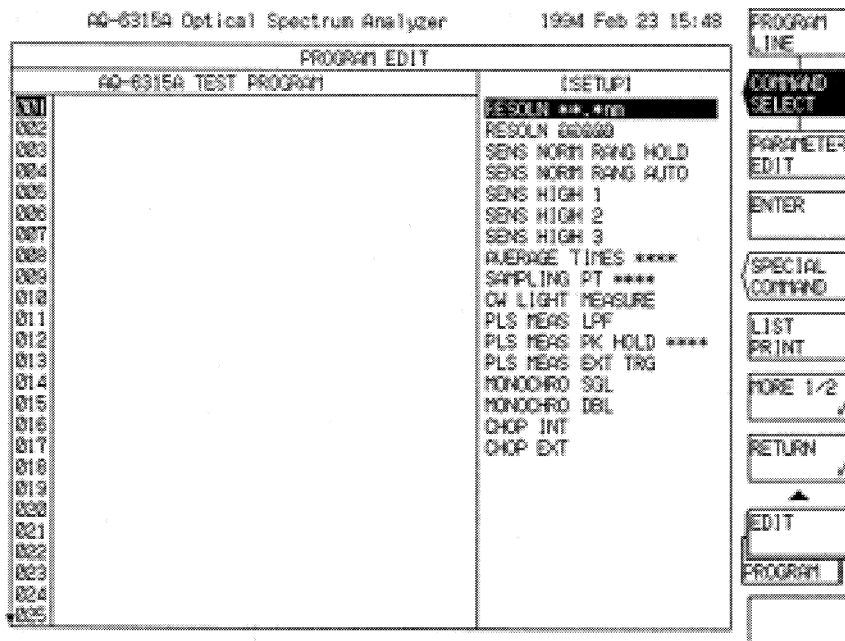 AQ-6315A Optical Spectrum Analyzer 1994 Feb 23 15:48
PROGRAM EDIT
AQ-6315A TEST PROGRAM
001
002
003
004
005
006
007
008
009
010
011
012
013
014
015
016
017
018
019
020
021
022
023
024
025
[SETUP]
RESOLN **.*nm
RESOLN @@@@@
SENS NORM RANG HOLD
SENS NORM RANG AUTO
SENS HIGH 1
SENS HIGH 2
SENS HIGH 3
AVERAGE TIMES ****
SAMPLING PT ****
CW LIGHT MEASURE
PLS MEAS LPF
PLS MEAS PK HOLD ****
PLS MEAS EXT TRG
MONOCHRO SGL
MONOCHRO DBL
CHOP INT
CHOP EXT
PROGRAM
LINE
COMMAND
SELECT
PARAMETER
EDIT
ENTER
SPECIAL
COMMAND
LIST
PRINT
MORE 1/2
RETURN
EDIT
PROGRAM